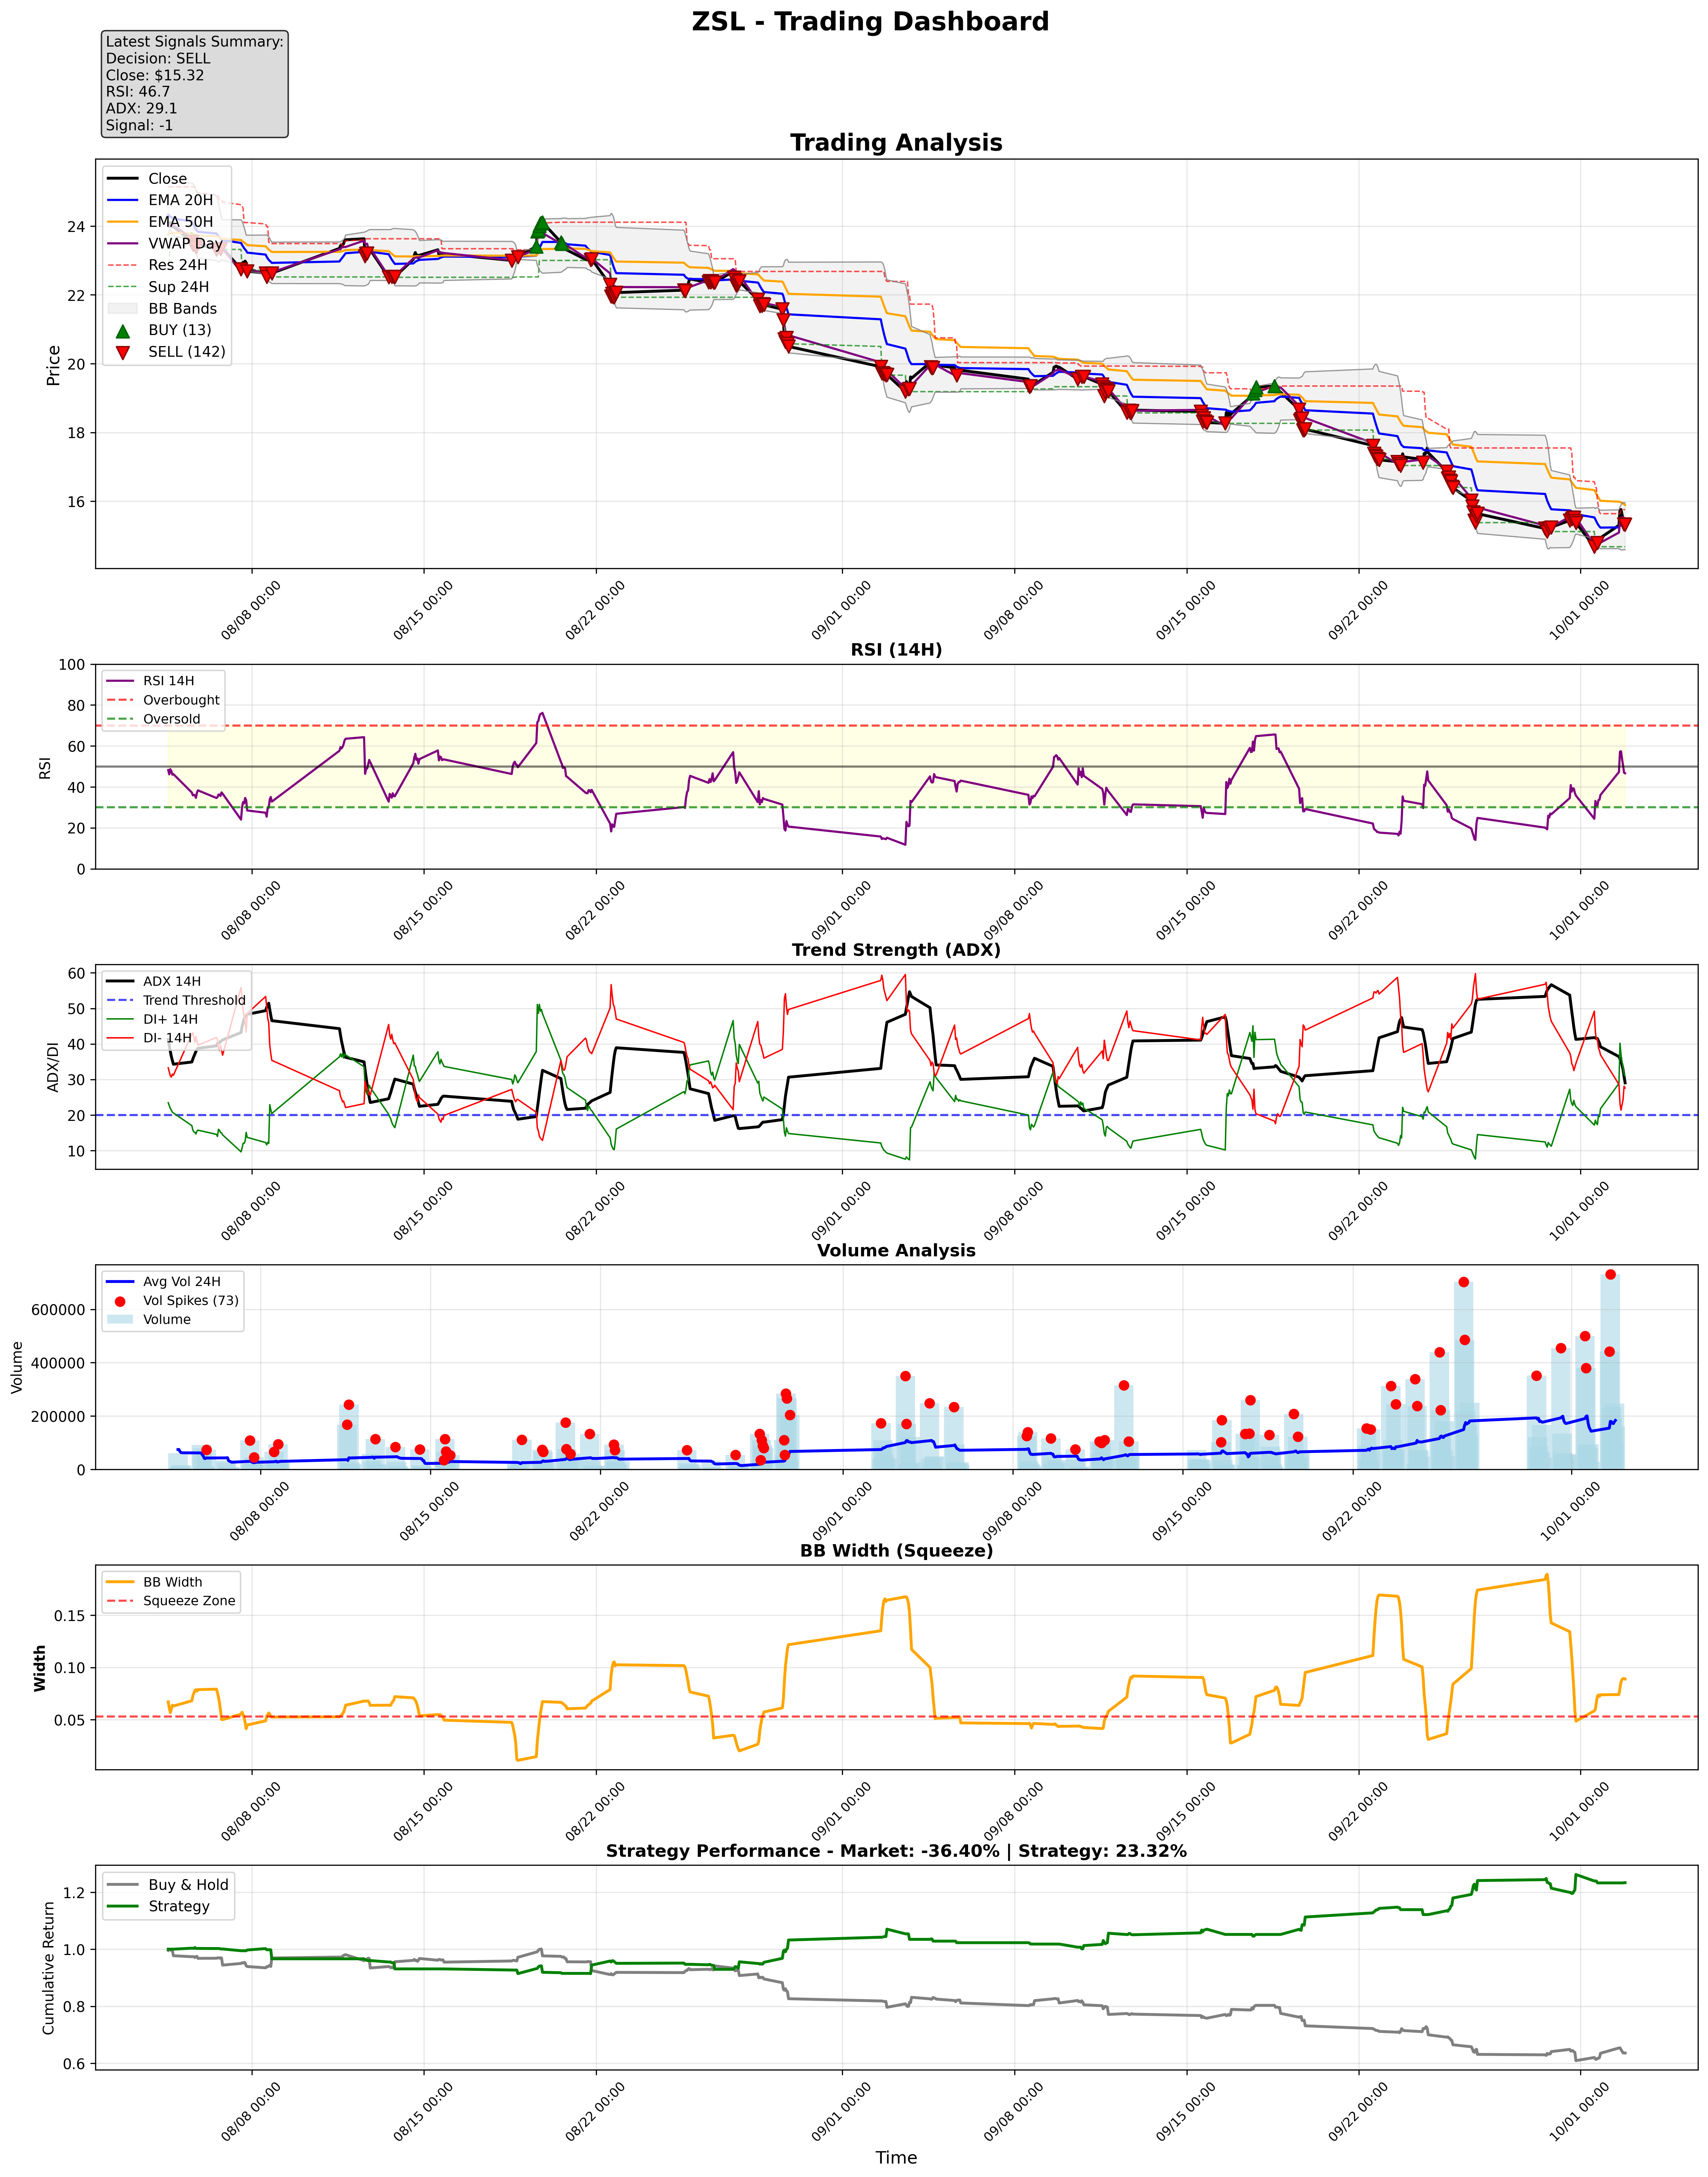 ZSL - Trading Dashboard
Latest Signals Summary:
Decision: SELL
Close: $15.32
RSI: 46.7
ADX: 29.1
Signal: -1
Trading Analysis
Close
EMA 20H
EMA 50H
VWAP Day
Res 24H
Sup 24H
BB Bands
BUY (13)
SELL (142)
Price
24
22
20
18
16
08/08 00:00
08/15 00:00
08/22 00:00
09/01 00:00
09/08 00:00
09/15 00:00
09/22 00:00
10/01 00:00
RSI (14H)
RSI 14H
Overbought
Oversold
RSI
100
80
60
40
20
0
08/08 00:00
08/15 00:00
08/22 00:00
09/01 00:00
09/08 00:00
09/15 00:00
09/22 00:00
10/01 00:00
Trend Strength (ADX)
ADX 14H
Trend Threshold
DI+ 14H
DI- 14H
ADX/DI
60
50
40
30
20
10
08/08 00:00
08/15 00:00
08/22 00:00
09/01 00:00
09/08 00:00
09/15 00:00
09/22 00:00
10/01 00:00
Volume Analysis
Avg Vol 24H
Vol Spikes (73)
Volume
Volume
600000
400000
200000
0
08/08 00:00
08/15 00:00
08/22 00:00
09/01 00:00
09/08 00:00
09/15 00:00
09/22 00:00
10/01 00:00
BB Width (Squeeze)
BB Width
Squeeze Zone
Width
0.15
0.10
0.05
08/08 00:00
08/15 00:00
08/22 00:00
09/01 00:00
09/08 00:00
09/15 00:00
09/22 00:00
10/01 00:00
Strategy Performance - Market: -36.40% | Strategy: 23.32%
Buy & Hold
Strategy
Cumulative Return
1.2
1.0
0.8
0.6
08/08 00:00
08/15 00:00
08/22 00:00
09/01 00:00
09/08 00:00
09/15 00:00
09/22 00:00
10/01 00:00
Time